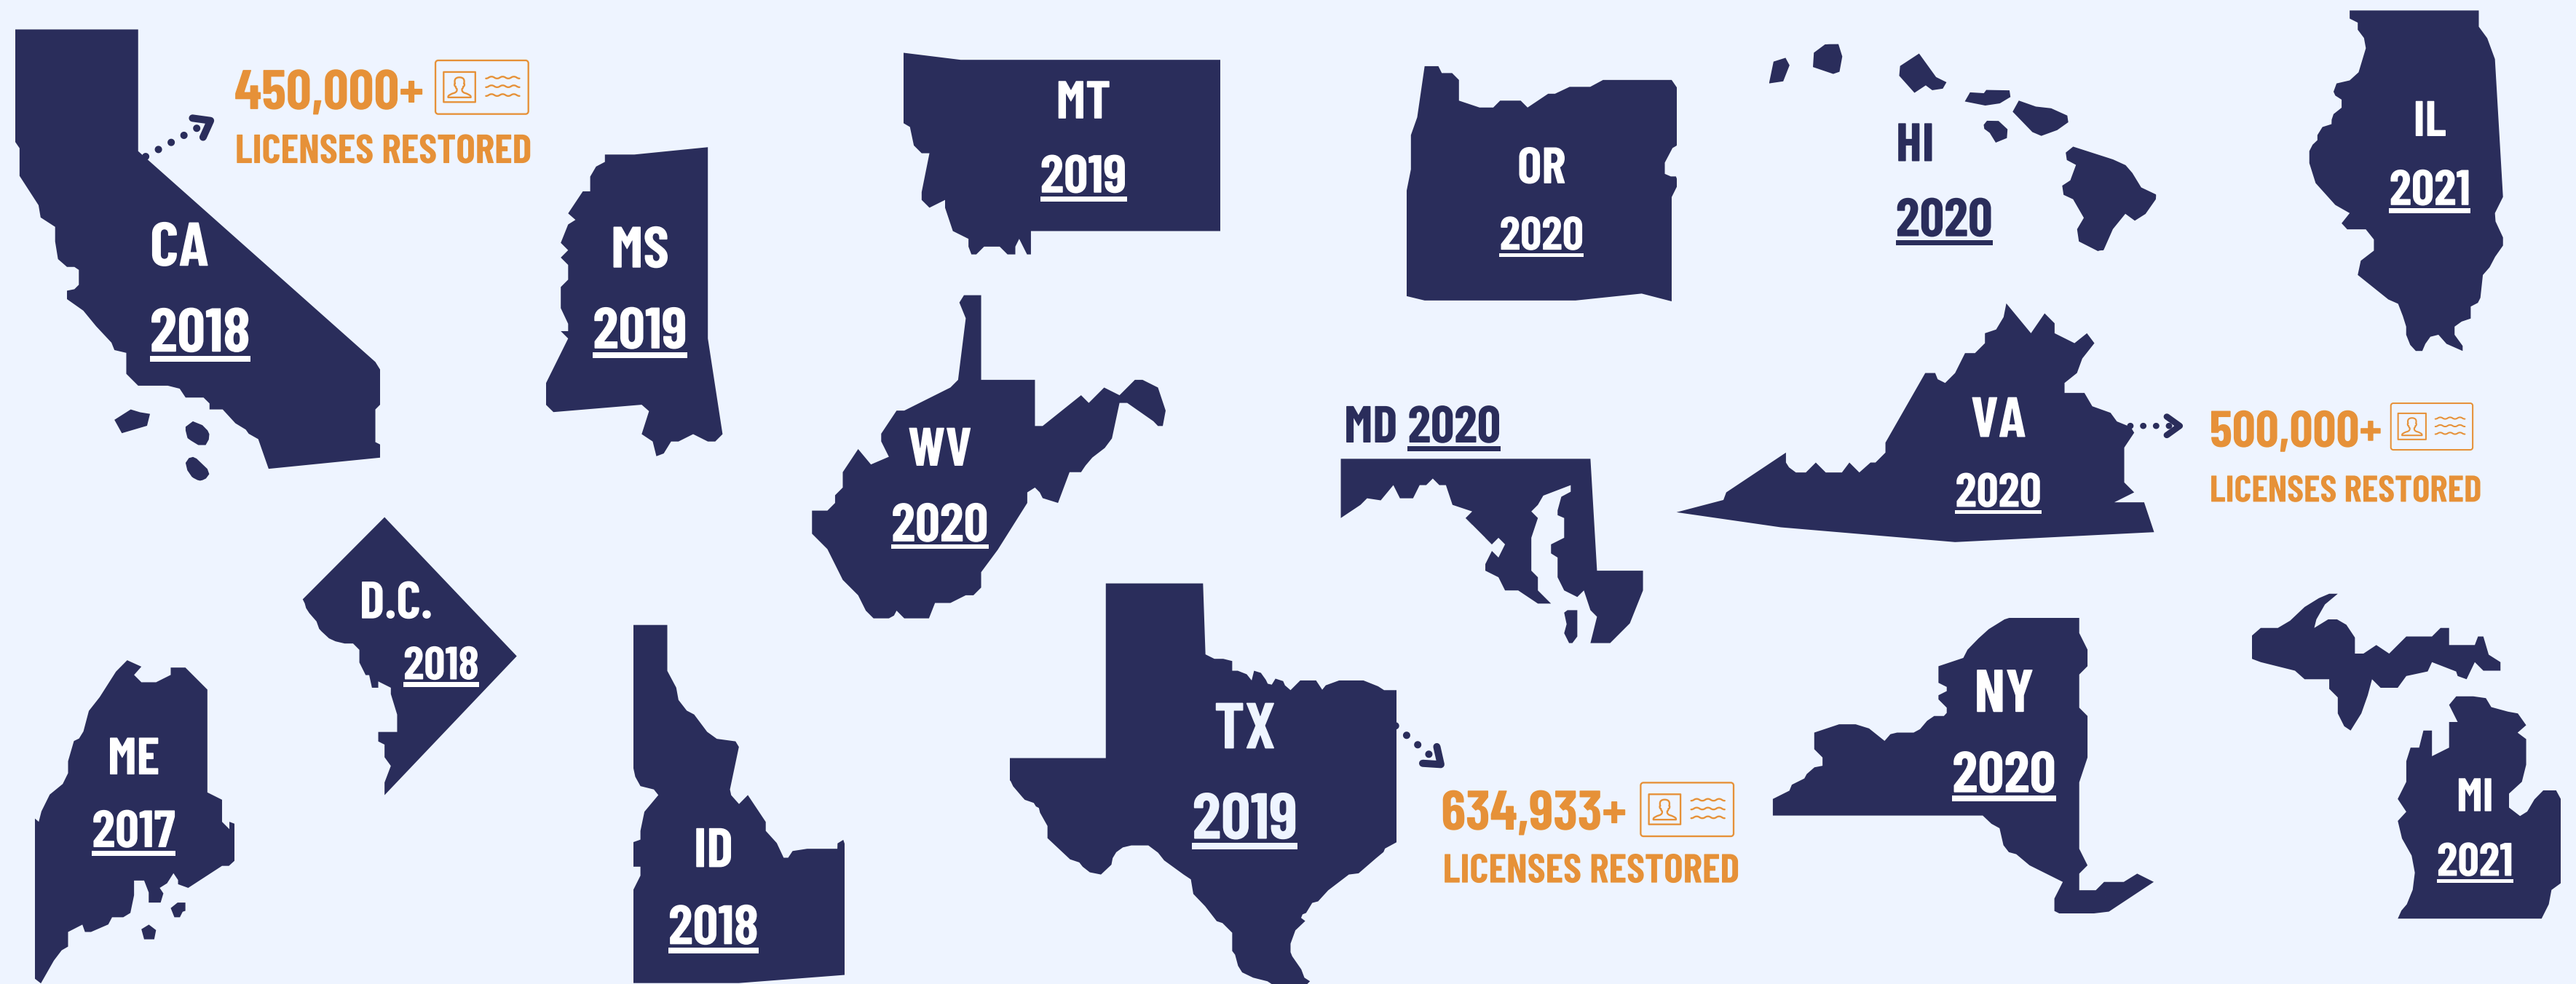 CA
2018
450,000+
LICENSES RESTORED
MS
2019
MT
2019
OR
2020
HI
2020
IL
2021
WV
2020
MD 2020
VA
2020
500,000+
LICENSES RESTORED
D.C.
2018
ME
2017
ID
2018
TX
2019
634,933+
LICENSES RESTORED
NY
2020
MI
2021